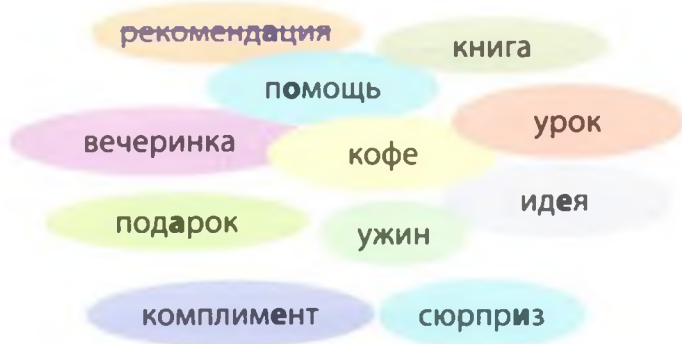 рекомендация
книга
помощь
урок
вечеринка
кофе
идея
подарок
ужин
комплимент
сюрприз